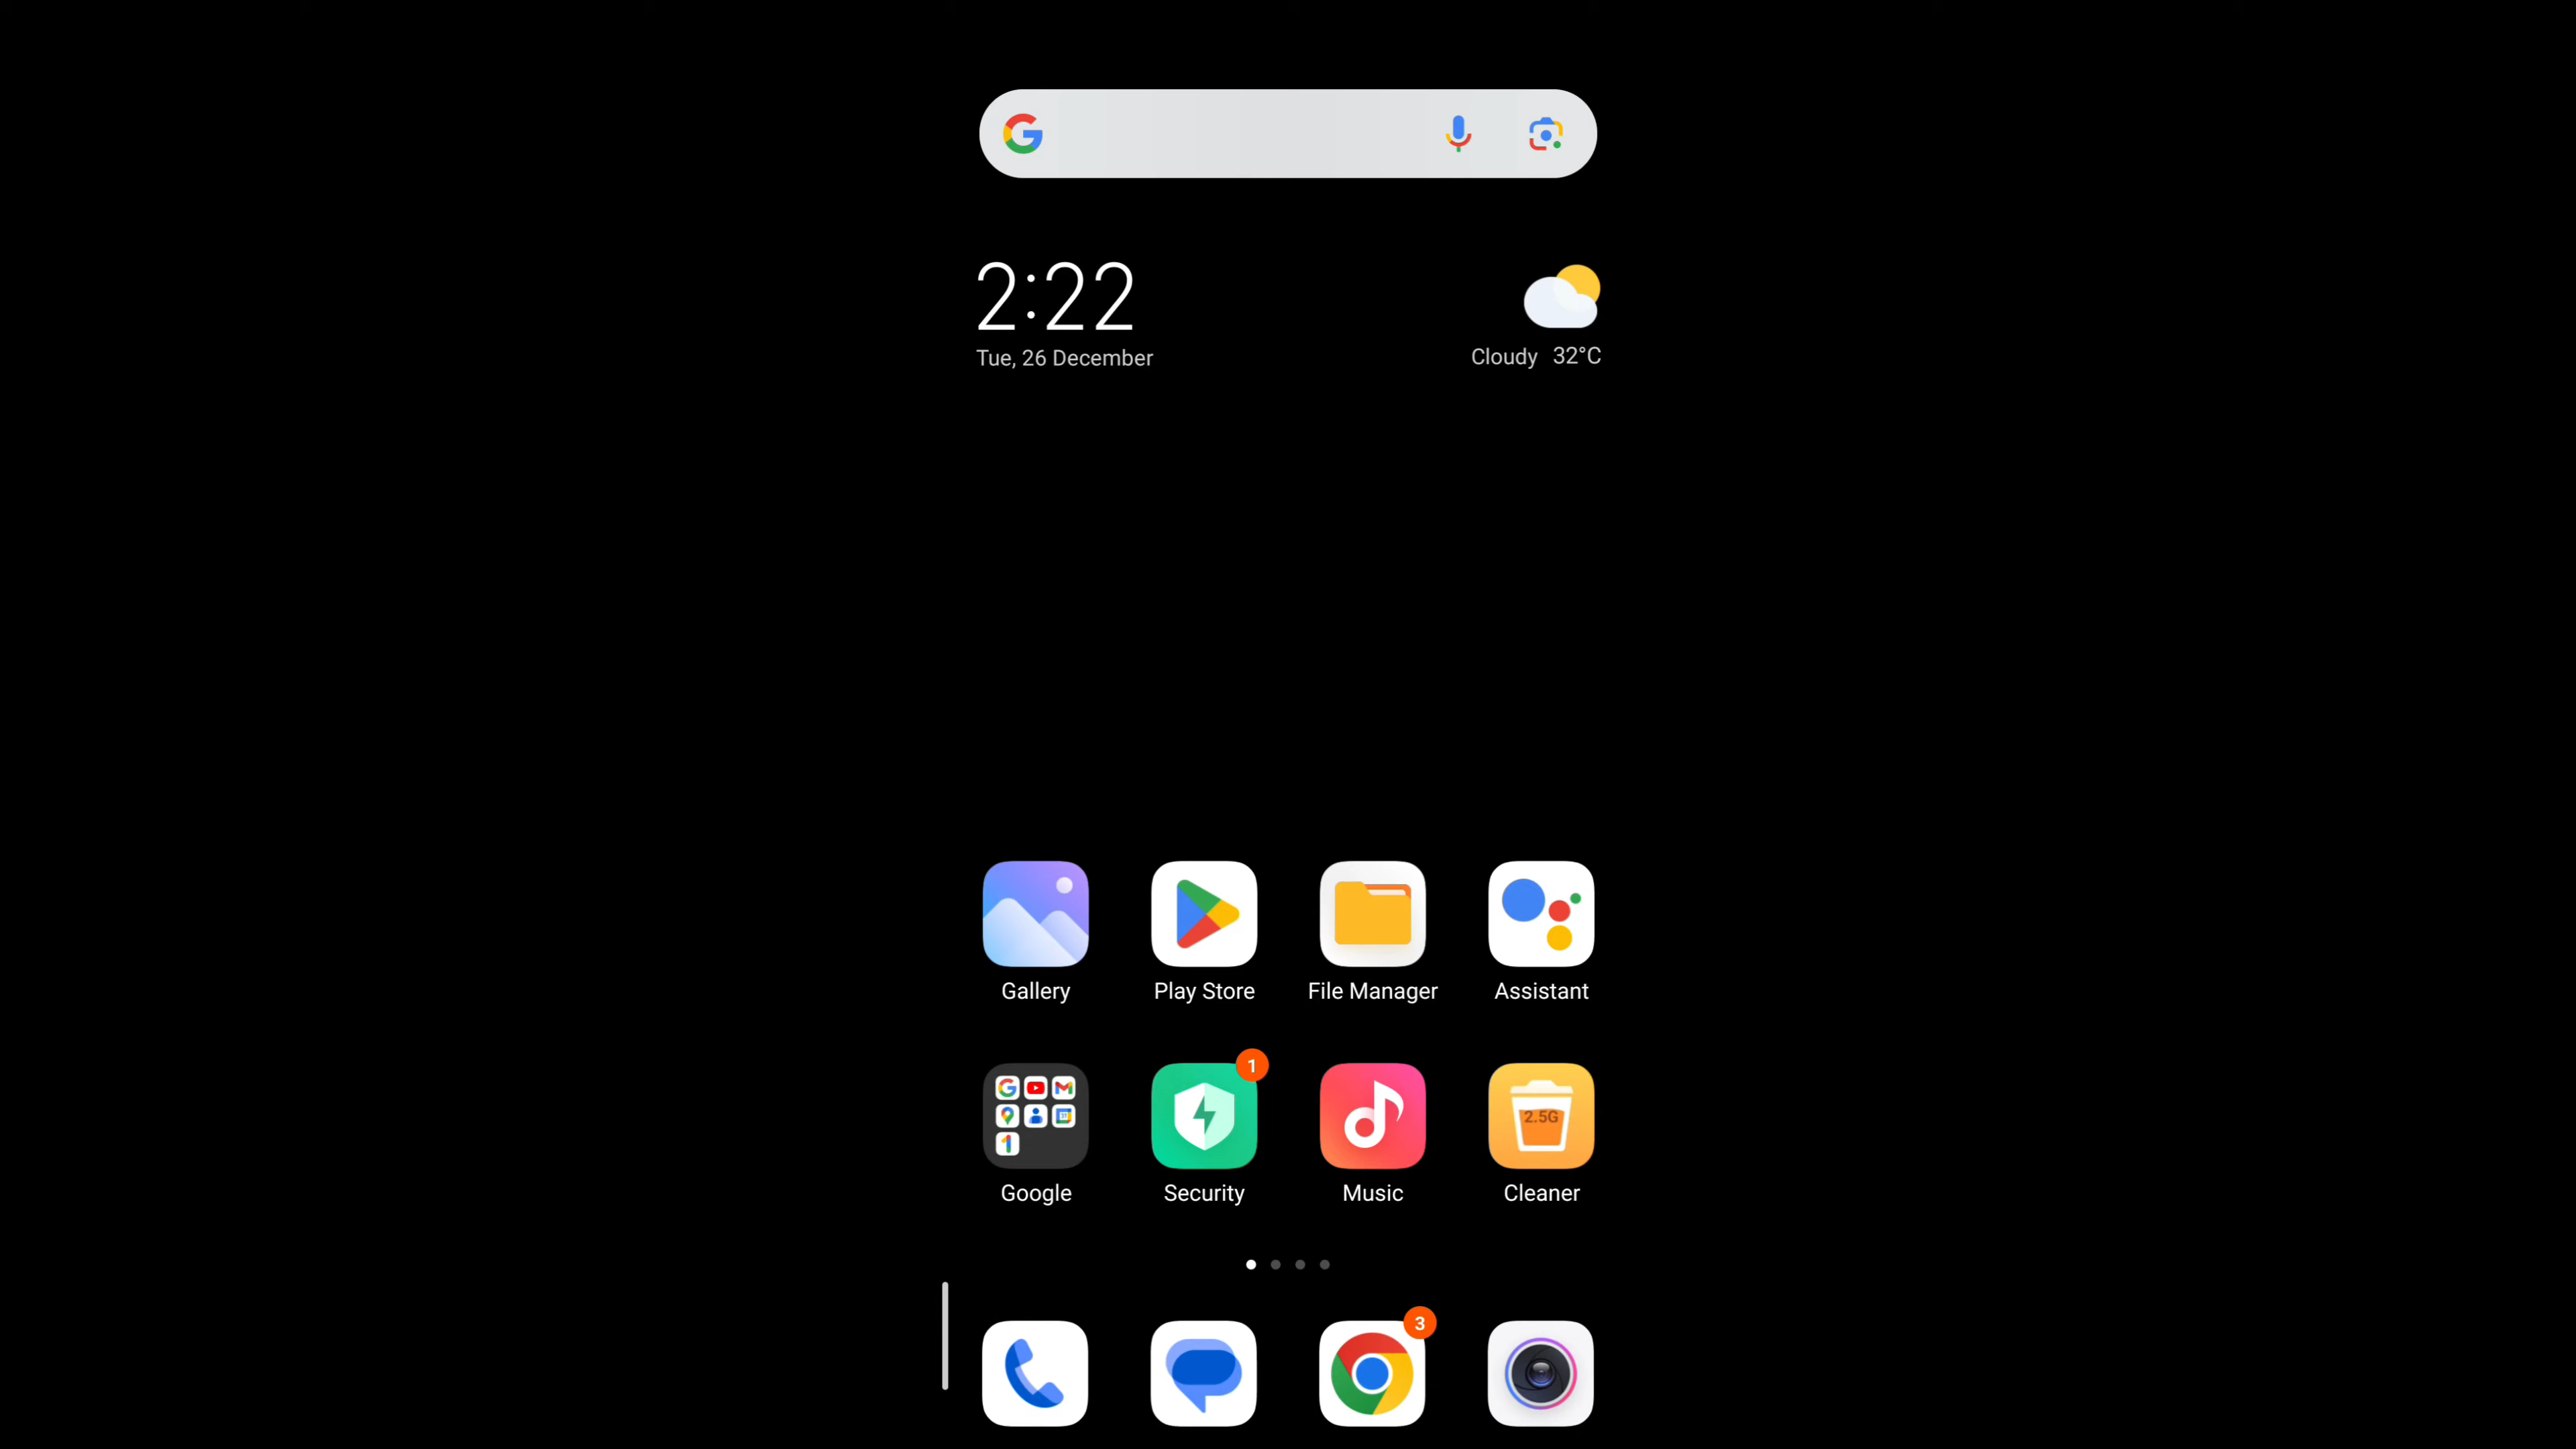 2:22
Tue, 26 December
Cloudy 32°C
Gallery
Play Store
File Manager
Assistant
1
2.5G
Google
Security
Music
Cleaner
3